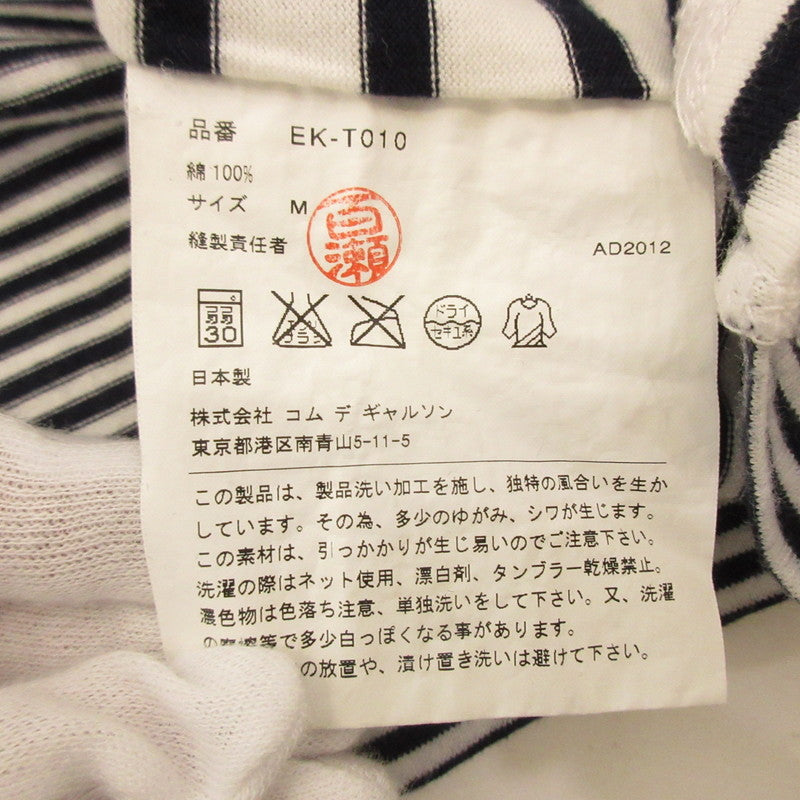 品番 EK-T010
綿 100%
サイズ M
百瀬
縫製責任者 AD2012
弱 30
ドライ セキユ系
日本製
株式会社 コム デ ギャルソン
東京都港区南青山5-11-5
この製品は、製品洗い加工を施し、独特の風合いを生か
しています。その為、多少のゆがみ、シワが生じます。
この素材は、引っかかりが生じ易いのでご注意下さい。
洗濯の際はネット使用、漂白剤、タンブラー乾燥禁止。
濃色物は色落ち注意、単独洗いをして下さい。又、洗濯
の摩擦等で多少白っぽくなる事があります。
の放置や、漬け置き洗いは避けて下さい。